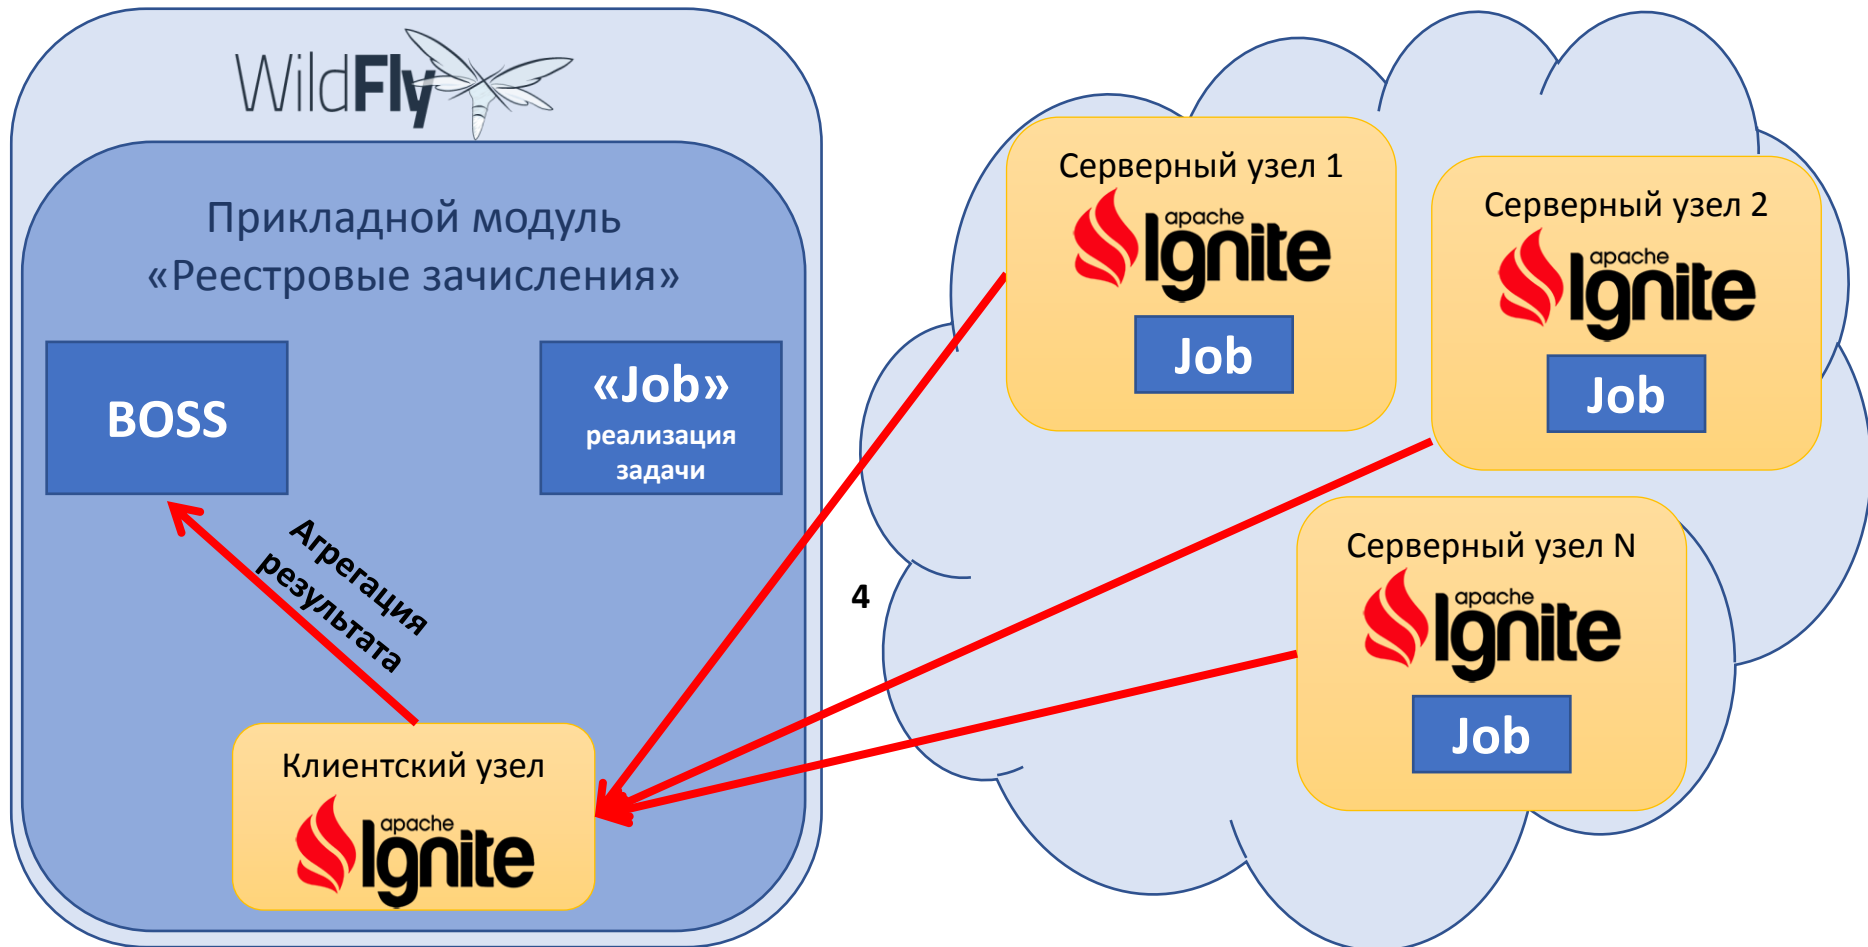 WildFly
Прикладной модуль
«Реестровые зачисления»
BOSS
«Job»
реализация
задачи
Агрегация
результата
Клиентский узел
apache
Ignite
4
Серверный узел 1
apache
Ignite
Job
Серверный узел 2
apache
Ignite
Job
Серверный узел N
apache
Ignite
Job